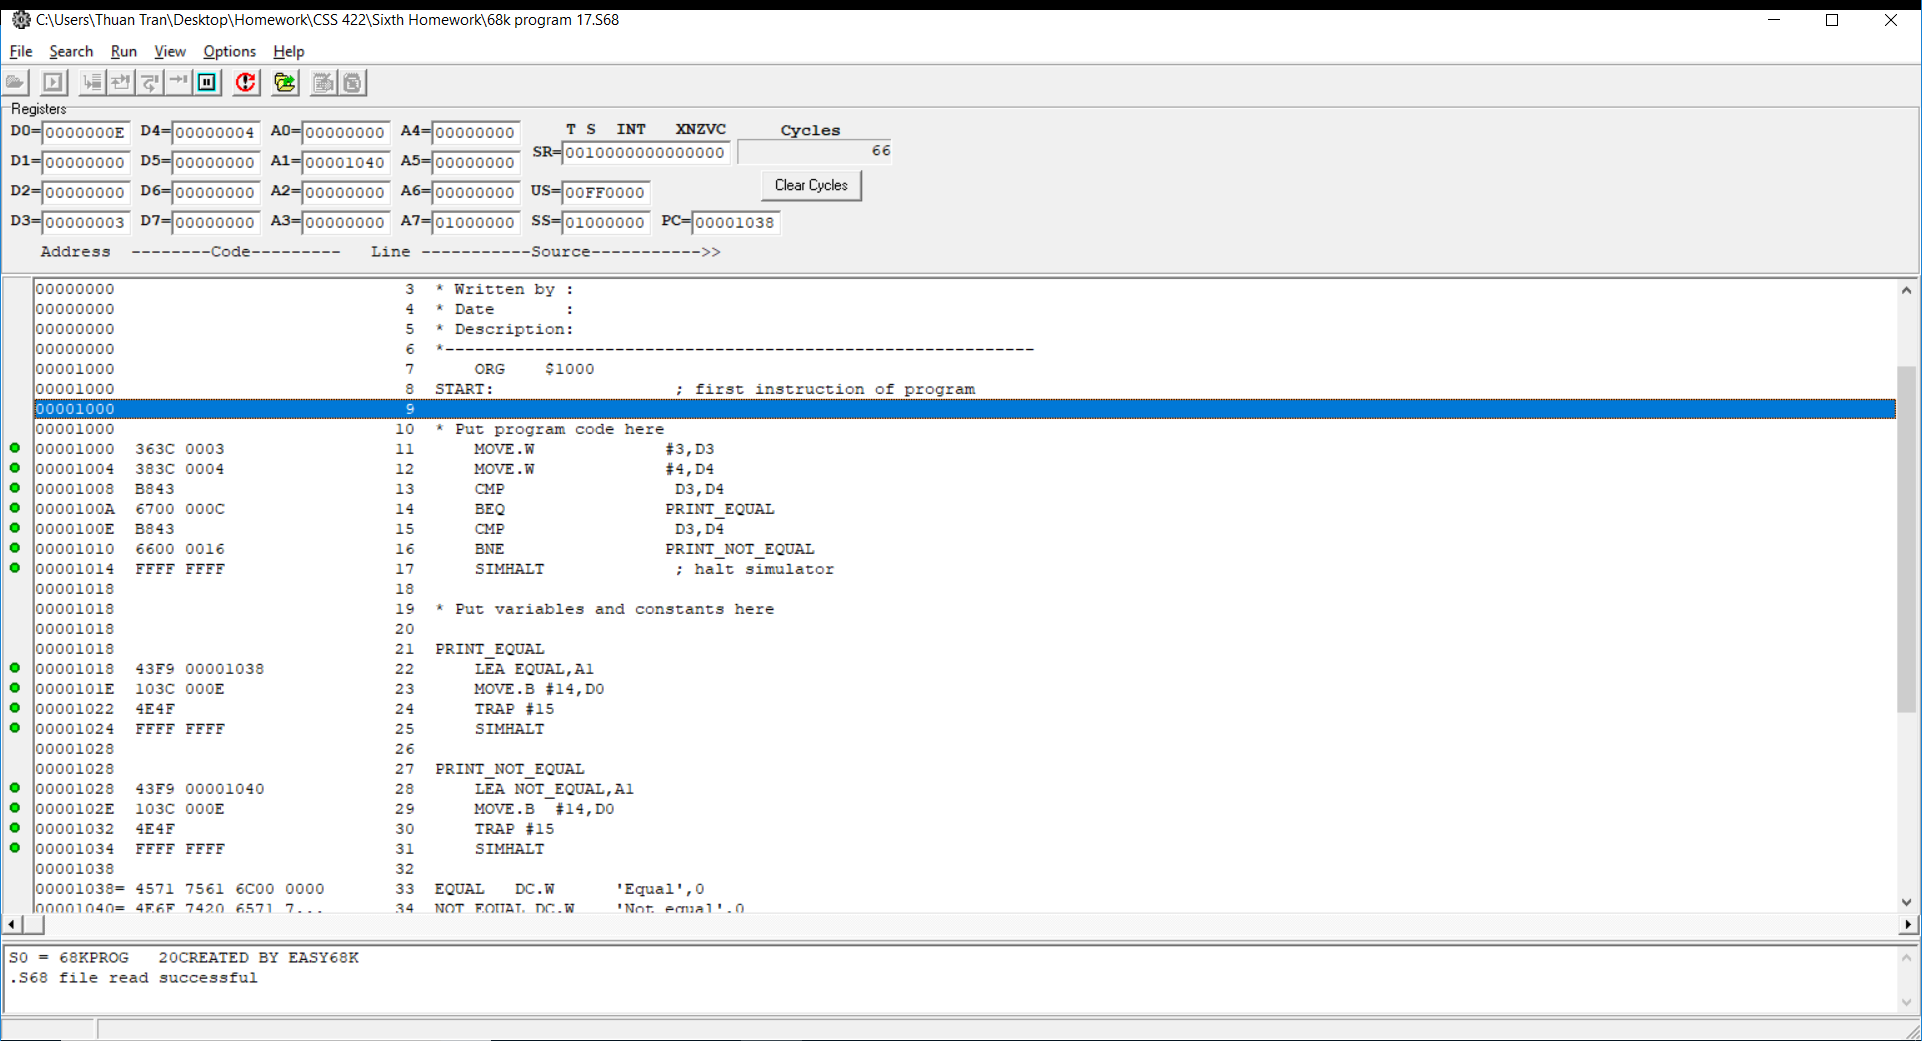 C:\Users\Thuan Tran\Desktop\Homework\CSS 422\Sixth Homework\68k program 17.S68
File Search Run View Options Help
Registers
D0= 0000000E D4= 00000004 A0= 00000000 A4= 00000000 T S INT XNZVC Cycles
D1= 00000000 D5= 00000000 A1= 00001040 A5= 00000000 SR= 0010000000000000 66
D2= 00000000 D6= 00000000 A2= 00000000 A6= 00000000 US= 00FF0000 Clear Cycles
D3= 00000003 D7= 00000000 A3= 00000000 A7= 01000000 SS= 01000000 PC= 00001038
Address --------Code--------- Line -----------Source----------->>
00000000 3 * Written by :
00000000 4 * Date :
00000000 5 * Description:
00000000 6 *-----------------------------------------------------------
00001000 7 ORG $1000
00001000 8 START: ; first instruction of program
00001000 9
00001000 10 * Put program code here
00001000 363C 0003 11 MOVE.W #3,D3
00001004 383C 0004 12 MOVE.W #4,D4
00001008 B843 13 CMP D3,D4
0000100A 6700 000C 14 BEQ PRINT_EQUAL
0000100E B843 15 CMP D3,D4
00001010 6600 0016 16 BNE PRINT_NOT_EQUAL
00001014 FFFF FFFF 17 SIMHALT ; halt simulator
00001018 18
00001018 19 * Put variables and constants here
00001018 20
00001018 21 PRINT_EQUAL
00001018 43F9 00001038 22 LEA EQUAL,A1
0000101E 103C 000E 23 MOVE.B #14,D0
00001022 4E4F 24 TRAP #15
00001024 FFFF FFFF 25 SIMHALT
00001028 26
00001028 27 PRINT_NOT_EQUAL
00001028 43F9 00001040 28 LEA NOT_EQUAL,A1
0000102E 103C 000E 29 MOVE.B #14,D0
00001032 4E4F 30 TRAP #15
00001034 FFFF FFFF 31 SIMHALT
00001038 32
00001038= 4571 7561 6C00 0000 33 EQUAL DC.W 'Equal',0
00001040= 4E6F 7420 6571 7... 34 NOT_EQUAL DC.W 'Not equal',0
S0 = 68KPROG 20CREATED BY EASY68K
.S68 file read successful